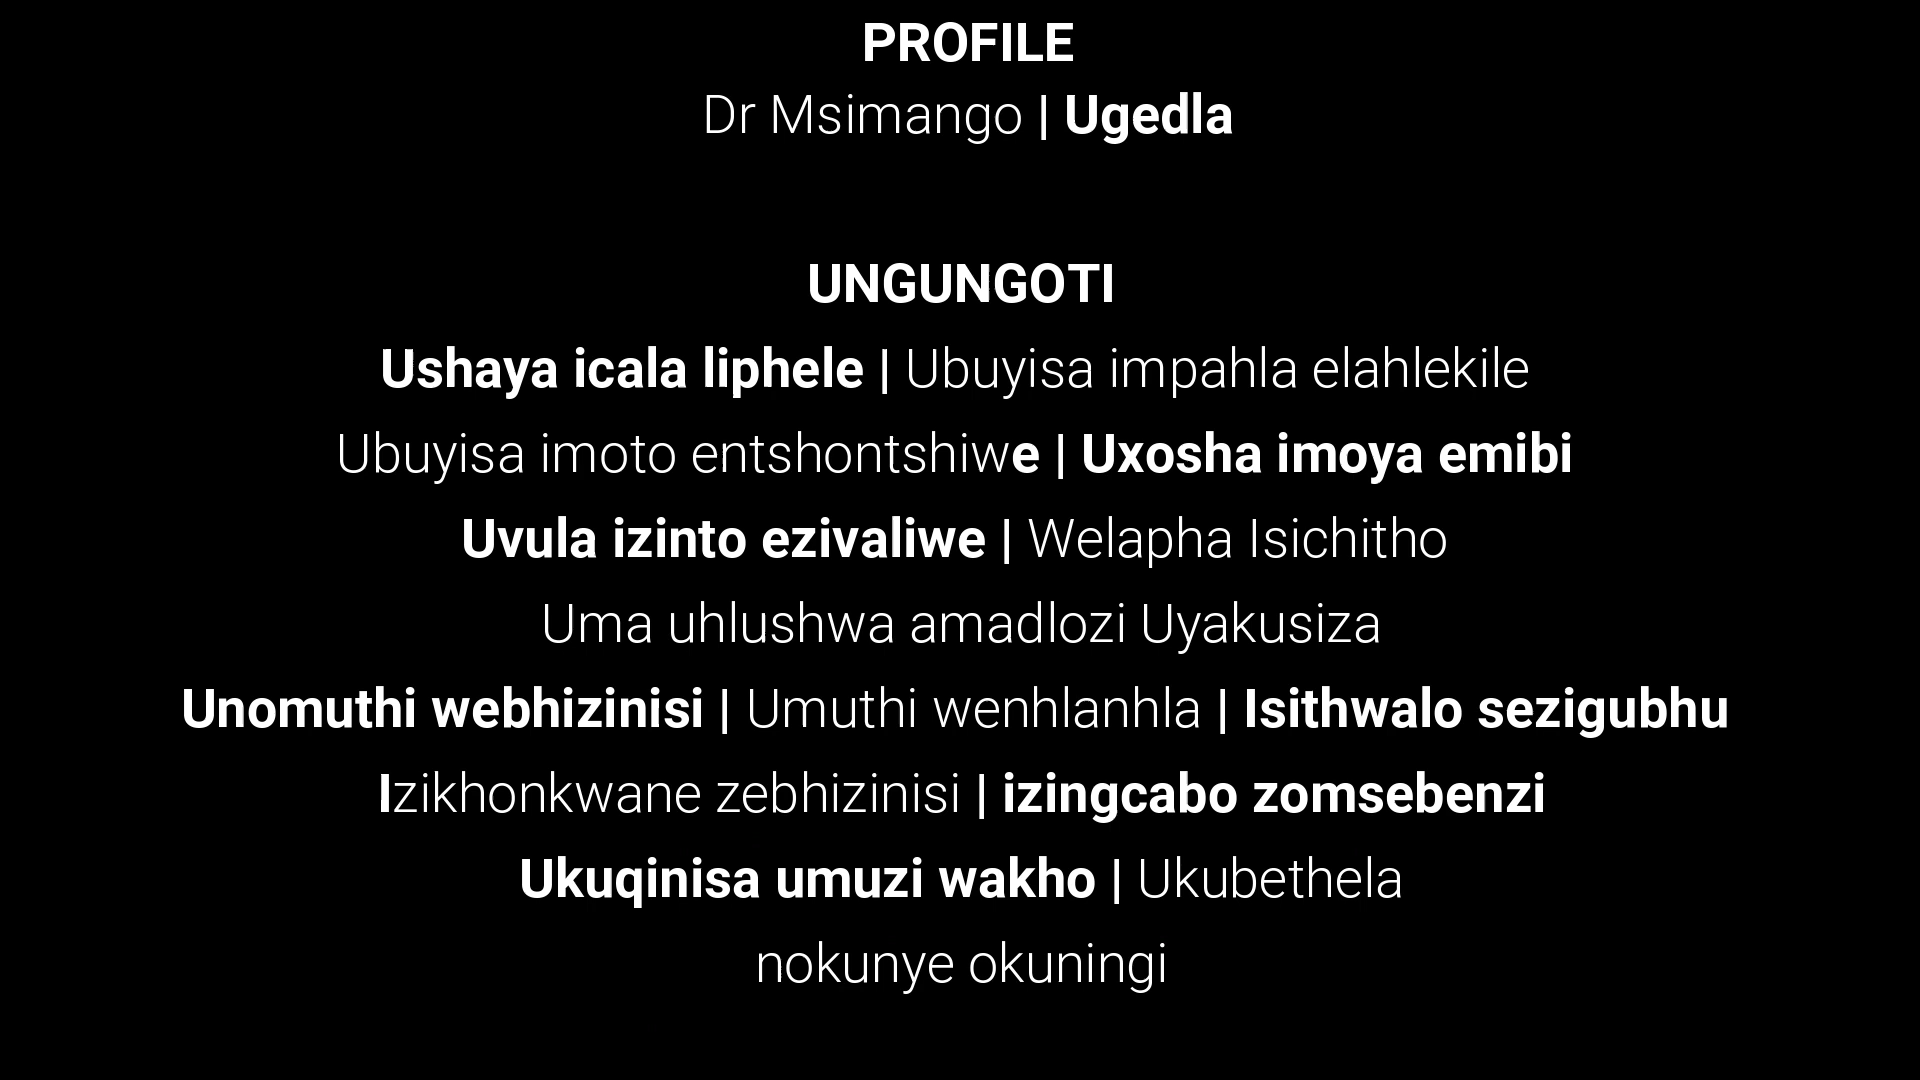 PROFILE
Dr Msimango | Ugedla
UNGUNGOTI
Ushaya icala liphele | Ubuyisa impahla elahlekile
Ubuyisa imoto entshontshiwe | Uxosha imoya emibi
Uvula izinto ezivaliwe | Welapha Isichitho
Uma uhlushwa amadlozi Uyakusiza
Unomuthi webhizinisi | Umuthi wenhlanhla | Isithwalo sezigubhu
Izikhonkwane zebhizinisi | izingcabo zomsebenzi
Ukuqinisa umuzi wakho | Ukubethela
nokunye okuningi